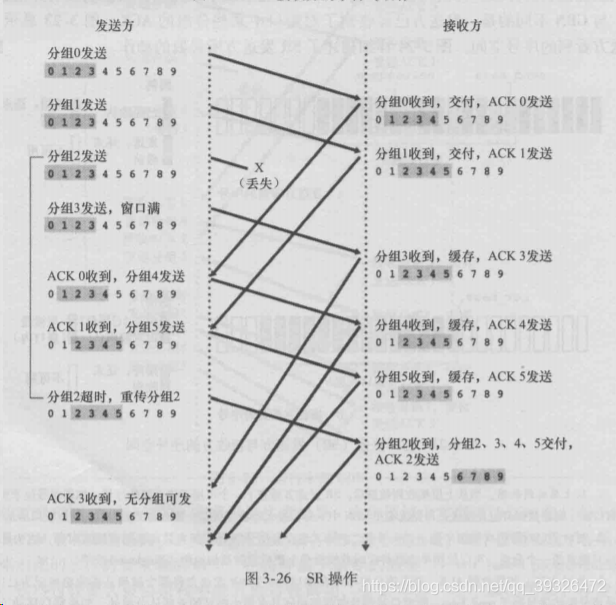 发送方
接收方
分组0发送
0 1 2 3 4 5 6 7 8 9
分组0收到，交付，ACK 0发送
0 1 2 3 4 5 6 7 8 9
分组1发送
0 1 2 3 4 5 6 7 8 9
分组1收到，交付，ACK 1发送
0 1 2 3 4 5 6 7 8 9
分组2发送
0 1 2 3 4 5 6 7 8 9
X
（丢失）
分组3发送，窗口满
0 1 2 3 4 5 6 7 8 9
分组3收到，缓存，ACK 3发送
0 1 2 3 4 5 6 7 8 9
ACK 0收到，分组4发送
0 1 2 3 4 5 6 7 8 9
分组4收到，缓存，ACK 4发送
0 1 2 3 4 5 6 7 8 9
ACK 1收到，分组5发送
0 1 2 3 4 5 6 7 8 9
分组5收到，缓存，ACK 5发送
0 1 2 3 4 5 6 7 8 9
分组2超时，重传分组2
0 1 2 3 4 5 6 7 8 9
分组2收到，分组2、3、4、5交付，
ACK 2发送
0 1 2 3 4 5 6 7 8 9
ACK 3收到，无分组可发
0 1 2 3 4 5 6 7 8 9
图 3-26 SR 操作
https://blog.csdn.net/qq_39326472